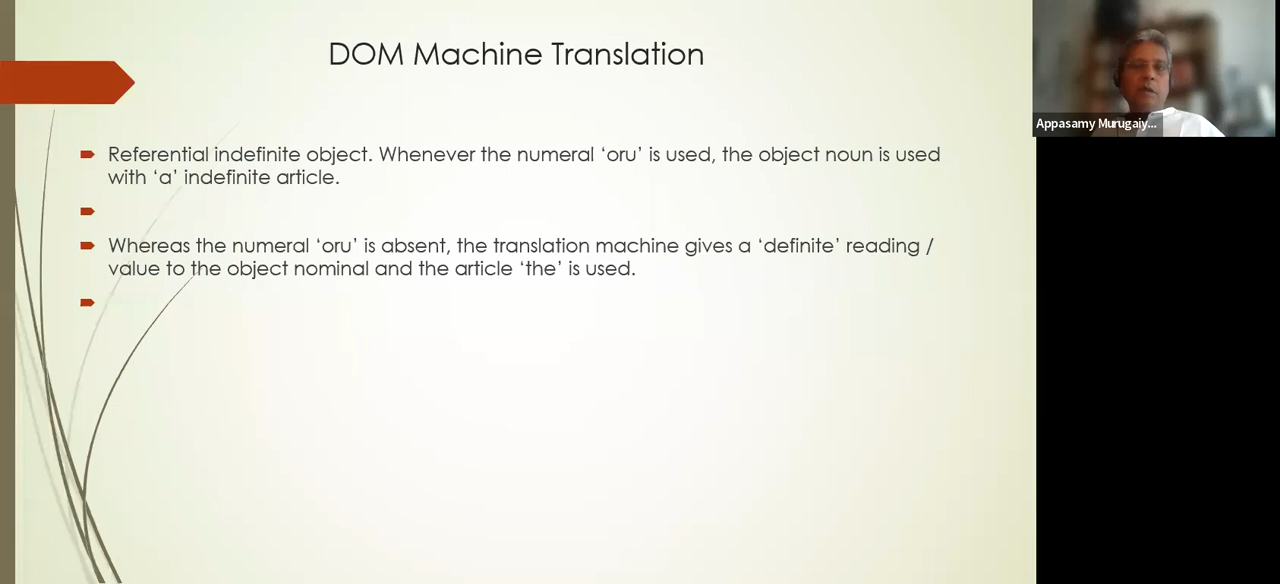 DOM Machine Translation
Referential indefinite object. Whenever the numeral ‘oru’ is used, the object noun is used
with ‘a’ indefinite article.
Whereas the numeral ‘oru’ is absent, the translation machine gives a ‘definite’ reading /
value to the object nominal and the article ‘the’ is used.
Appasamy Murugaiy...